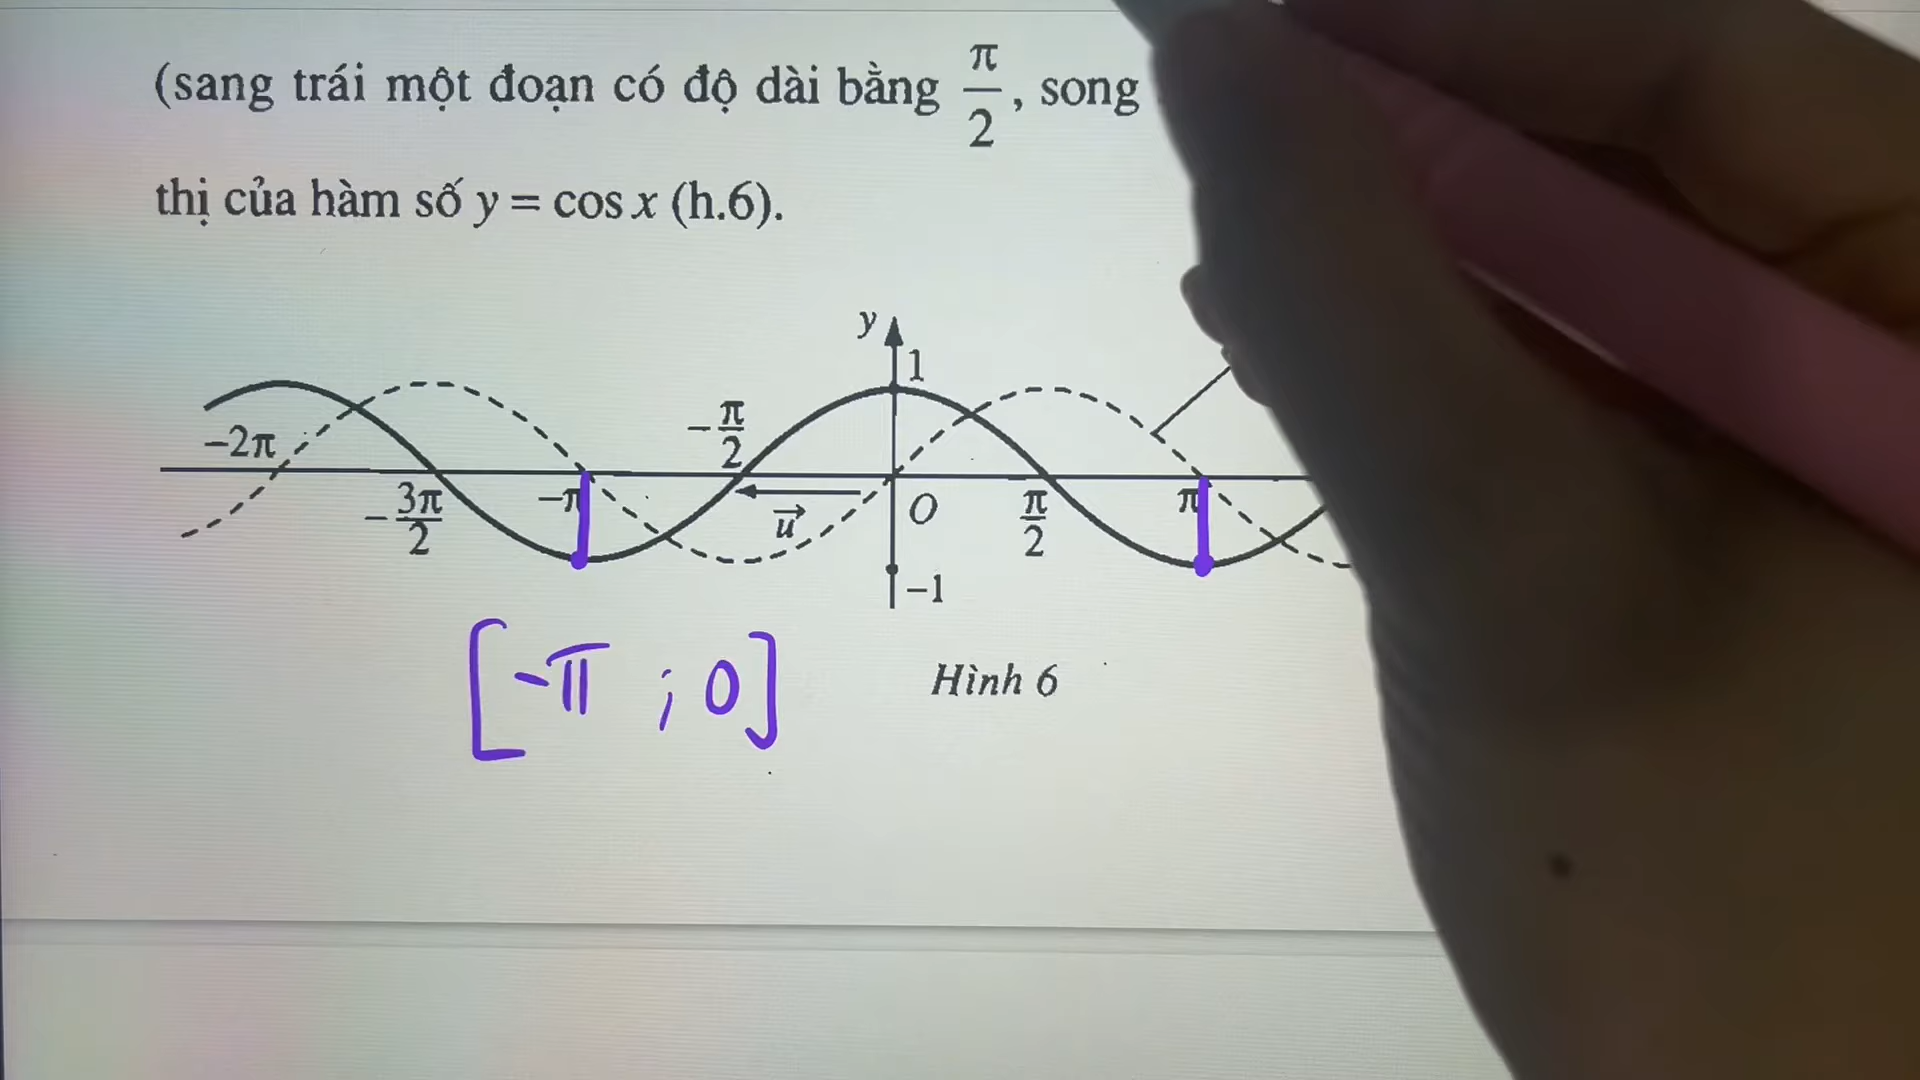 (sang trái một đoạn có độ dài bằng π/2, song
thị của hàm số y = cos x (h.6).
y
1
−π/2
−2π
−3π/2
−π
u⃗
O
π/2
π
−1
[-π ; 0]
Hình 6